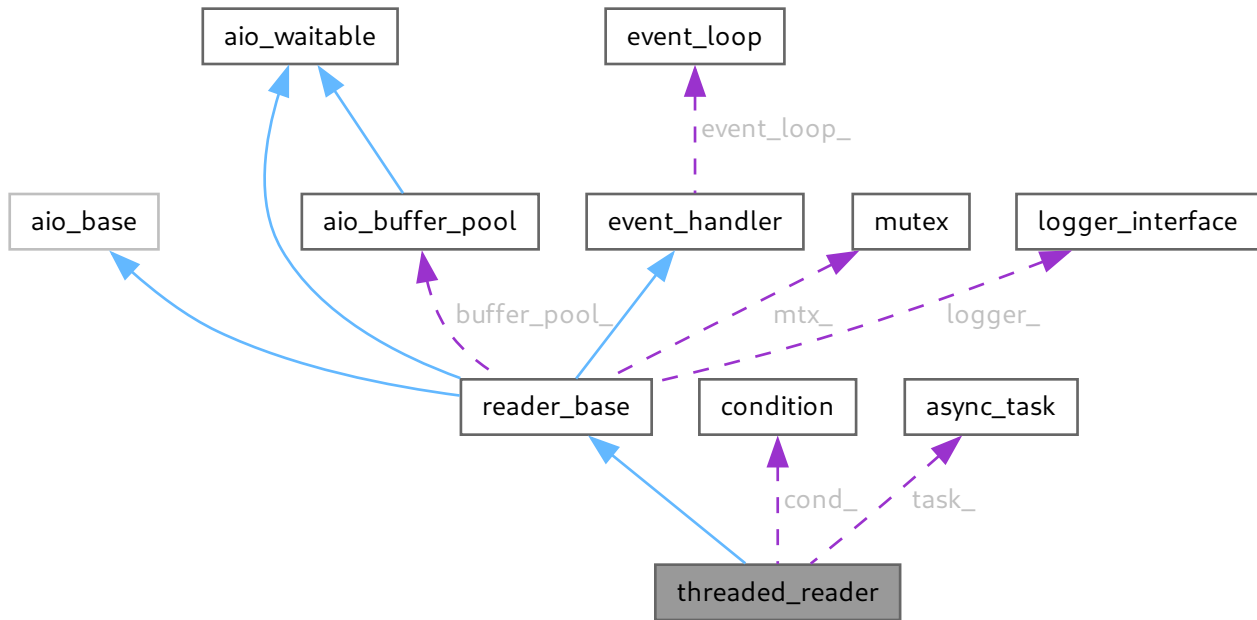 aio_waitable
event_loop
event_loop_
aio_base
aio_buffer_pool
event_handler
mutex
logger_interface
buffer_pool_
mtx_
logger_
reader_base
condition
async_task
cond_
task_
threaded_reader